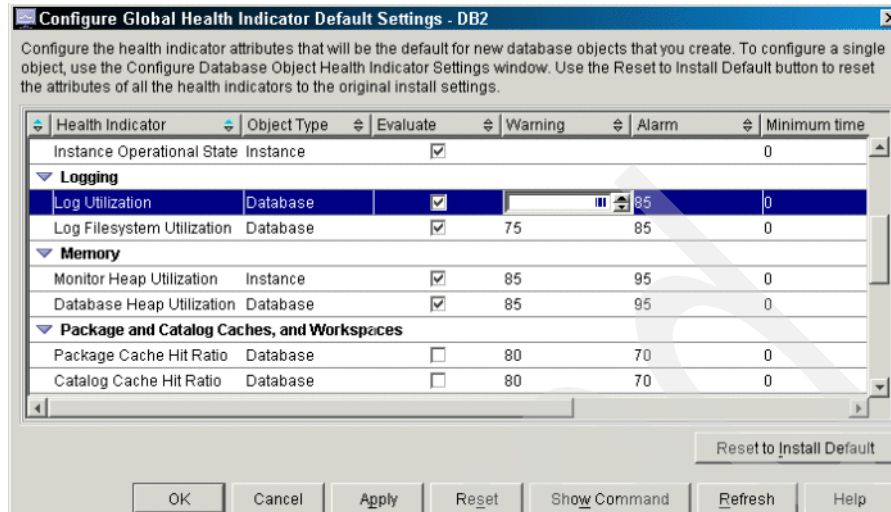 Configure Global Health Indicator Default Settings - DB2
Configure the health indicator attributes that will be the default for new database objects that you create. To configure a single
object, use the Configure Database Object Health Indicator Settings window. Use the Reset to Install Default button to reset
the attributes of all the health indicators to the original install settings.
Health Indicator Object Type Evaluate Warning Alarm Minimum time
Instance Operational State Instance 0
Logging
Log Utilization Database 85 0
Log Filesystem Utilization Database 75 85 0
Memory
Monitor Heap Utilization Instance 85 95 0
Database Heap Utilization Database 85 95 0
Package and Catalog Caches, and Workspaces
Package Cache Hit Ratio Database 80 70 0
Catalog Cache Hit Ratio Database 80 70 0
Reset to Install Default
OK Cancel Apply Reset Show Command Refresh Help